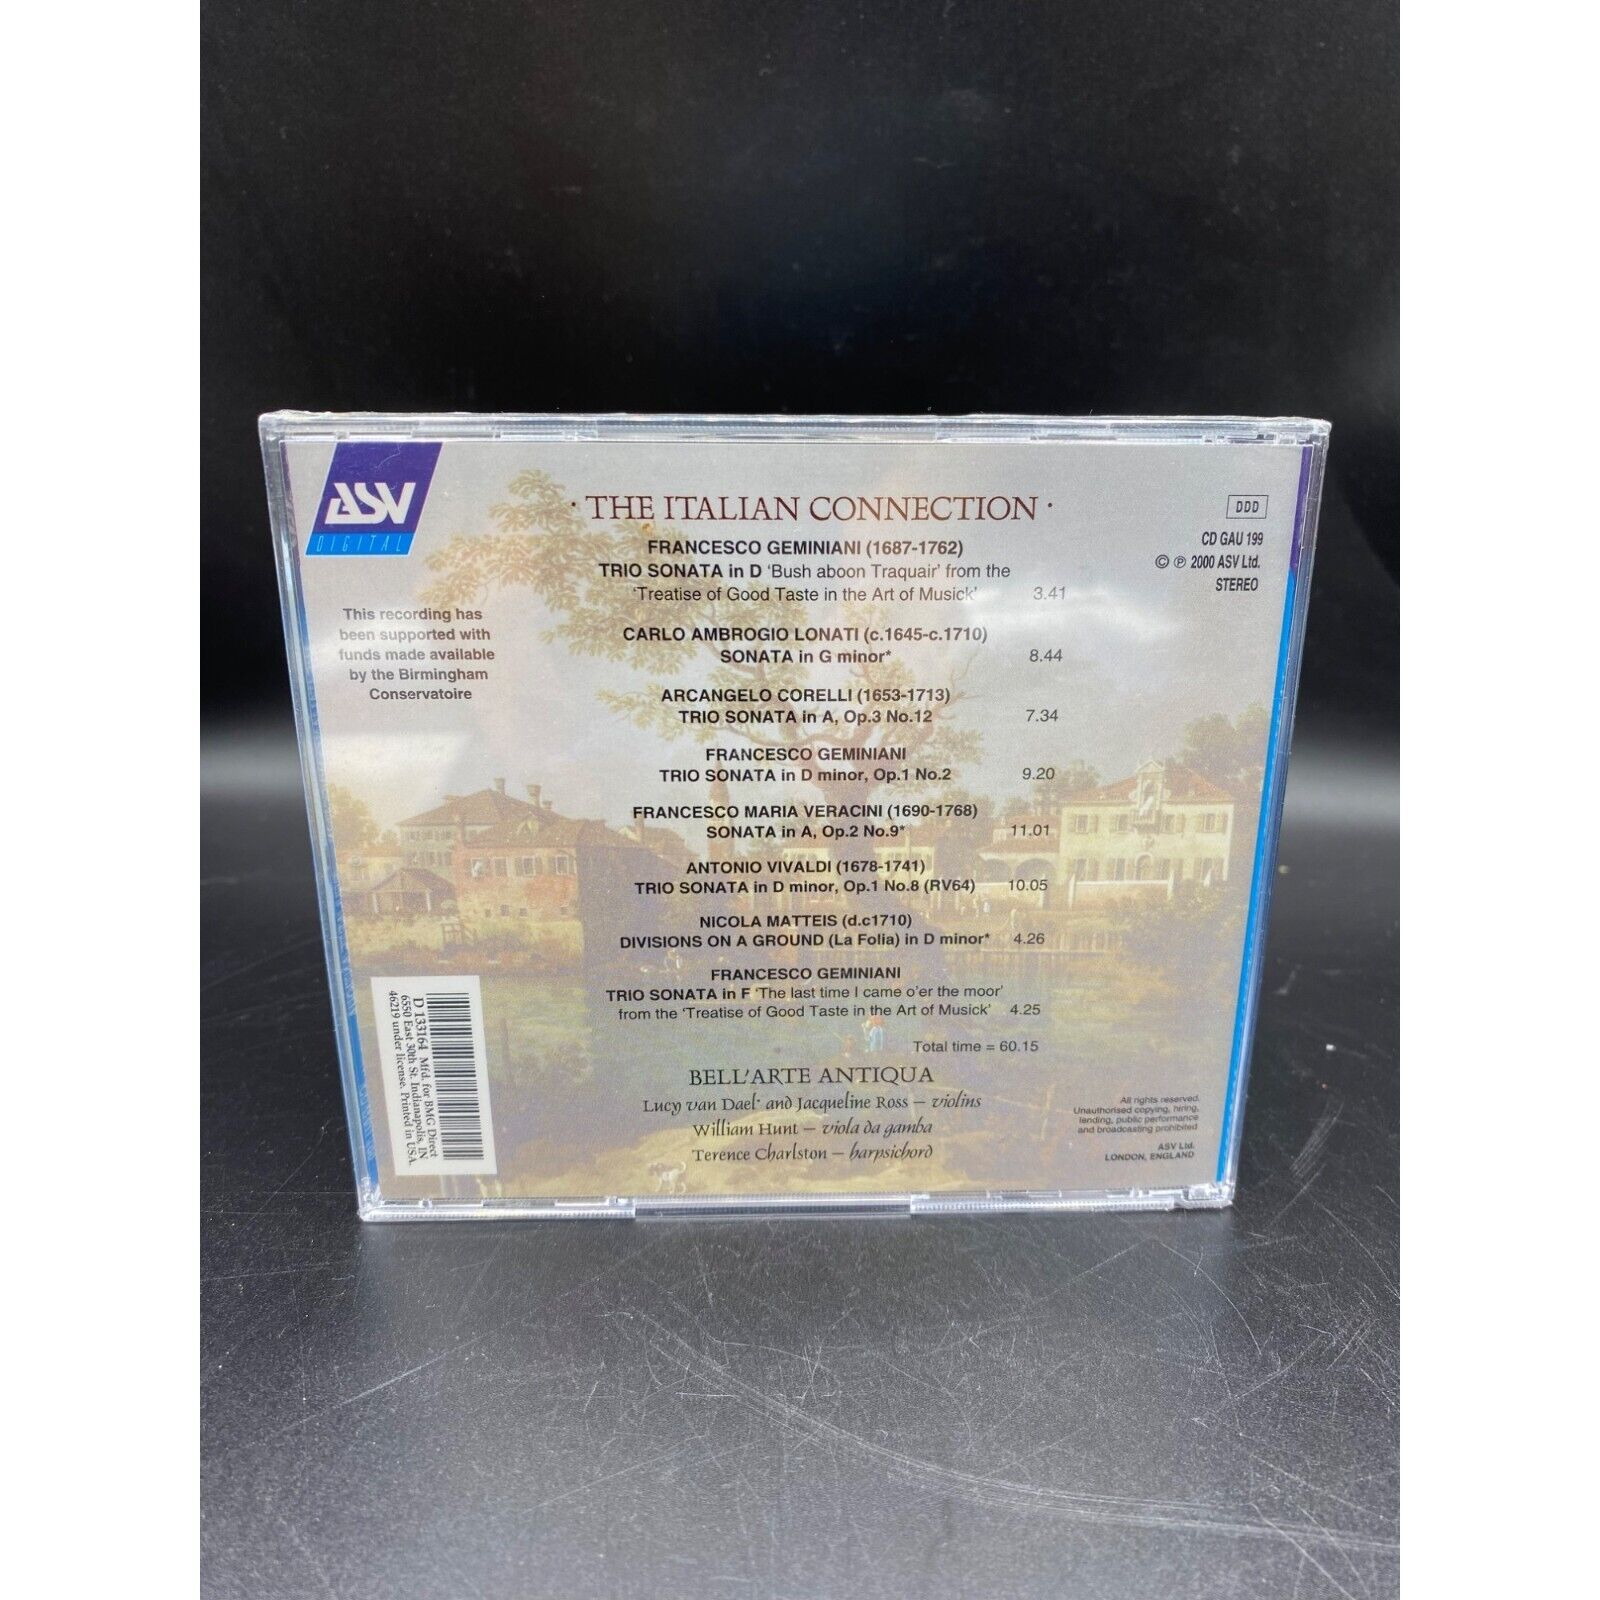 ASV
DIGITAL
This recording has
been supported with
funds made available
by the Birmingham
Conservatoire
· THE ITALIAN CONNECTION ·
FRANCESCO GEMINIANI (1687-1762)
TRIO SONATA in D ‘Bush aboon Traquair’ from the
‘Treatise of Good Taste in the Art of Musick’ 3.41
CARLO AMBROGIO LONATI (c.1645-c.1710)
SONATA in G minor* 8.44
ARCANGELO CORELLI (1653-1713)
TRIO SONATA in A, Op.3 No.12 7.34
FRANCESCO GEMINIANI
TRIO SONATA in D minor, Op.1 No.2 9.20
FRANCESCO MARIA VERACINI (1690-1768)
SONATA in A, Op.2 No.9* 11.01
ANTONIO VIVALDI (1678-1741)
TRIO SONATA in D minor, Op.1 No.8 (RV64) 10.05
NICOLA MATTEIS (d.c1710)
DIVISIONS ON A GROUND (La Folia) in D minor* 4.26
FRANCESCO GEMINIANI
TRIO SONATA in F ‘The last time I came o’er the moor’
from the ‘Treatise of Good Taste in the Art of Musick’ 4.25
Total time = 60.15
BELL’ARTE ANTIQUA
Lucy van Dael* and Jacqueline Ross – violins
William Hunt – viola da gamba
Terence Charlston – harpsichord
DDD
CD GAU 199
© ℗ 2000 ASV Ltd.
STEREO
All rights reserved.
Unauthorised copying, hiring,
lending, public performance
and broadcasting prohibited
ASV Ltd.
LONDON, ENGLAND
D 133164 Mfd. for BMG Direct
6550 East 30th St. Indianapolis, IN
46219 under license. Printed in USA.